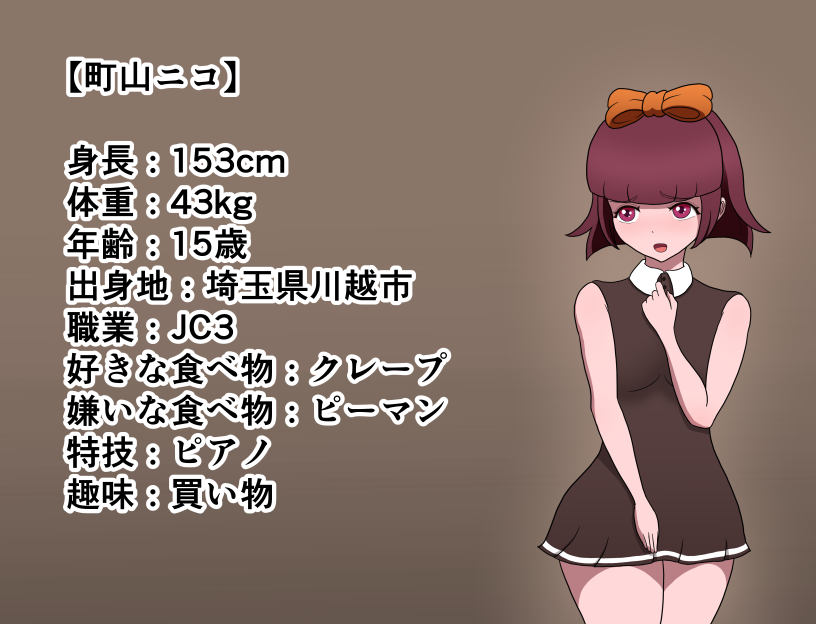 【町山ニコ】
身長：153cm
体重：43kg
年齢：15歳
出身地：埼玉県川越市
職業：JC3
好きな食べ物：クレープ
嫌いな食べ物：ピーマン
特技：ピアノ
趣味：買い物